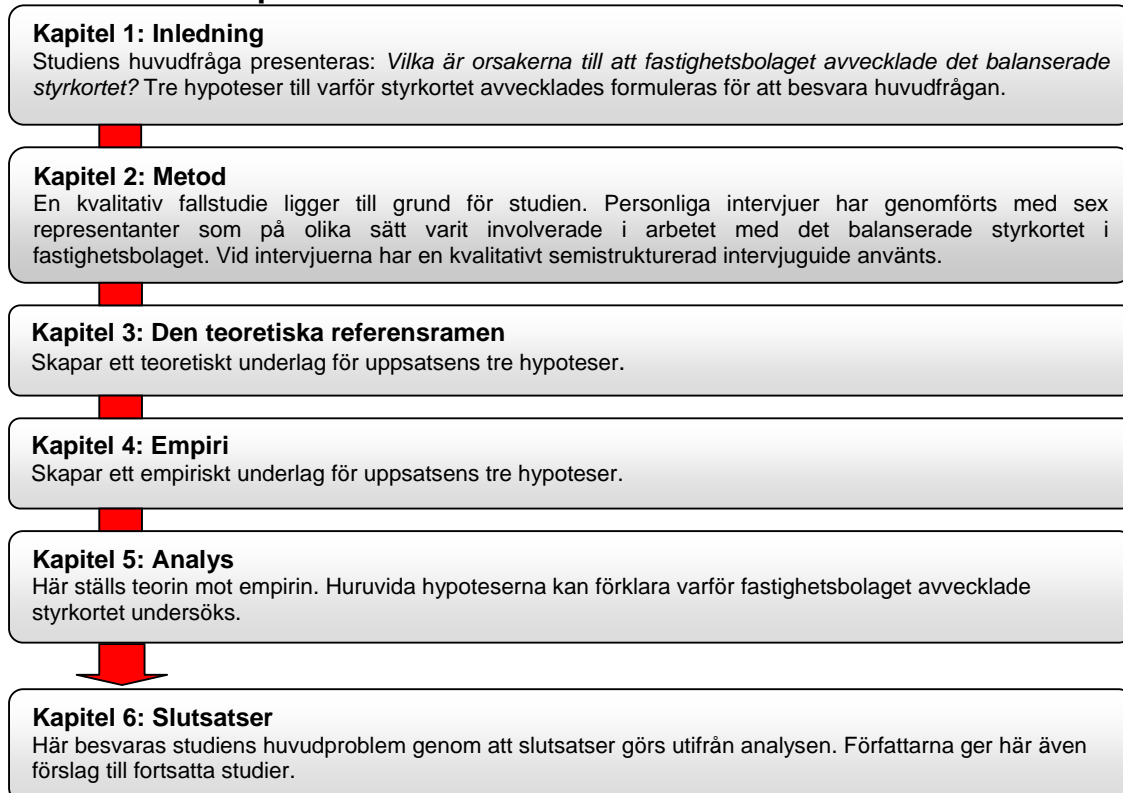 Kapitel 1: Inledning
Studiens huvudfråga presenteras: Vilka är orsakerna till att fastighetsbolaget avvecklade det balanserade
styrkortet? Tre hypoteser till varför styrkortet avvecklades formuleras för att besvara huvudfrågan.
Kapitel 2: Metod
En kvalitativ fallstudie ligger till grund för studien. Personliga intervjuer har genomförts med sex
representanter som på olika sätt varit involverade i arbetet med det balanserade styrkortet i
fastighetsbolaget. Vid intervjuerna har en kvalitativt semistrukturerad intervjuguide använts.
Kapitel 3: Den teoretiska referensramen
Skapar ett teoretiskt underlag för uppsatsens tre hypoteser.
Kapitel 4: Empiri
Skapar ett empiriskt underlag för uppsatsens tre hypoteser.
Kapitel 5: Analys
Här ställs teorin mot empirin. Huruvida hypoteserna kan förklara varför fastighetsbolaget avvecklade
styrkortet undersöks.
Kapitel 6: Slutsatser
Här besvaras studiens huvudproblem genom att slutsatser görs utifrån analysen. Författarna ger här även
förslag till fortsatta studier.